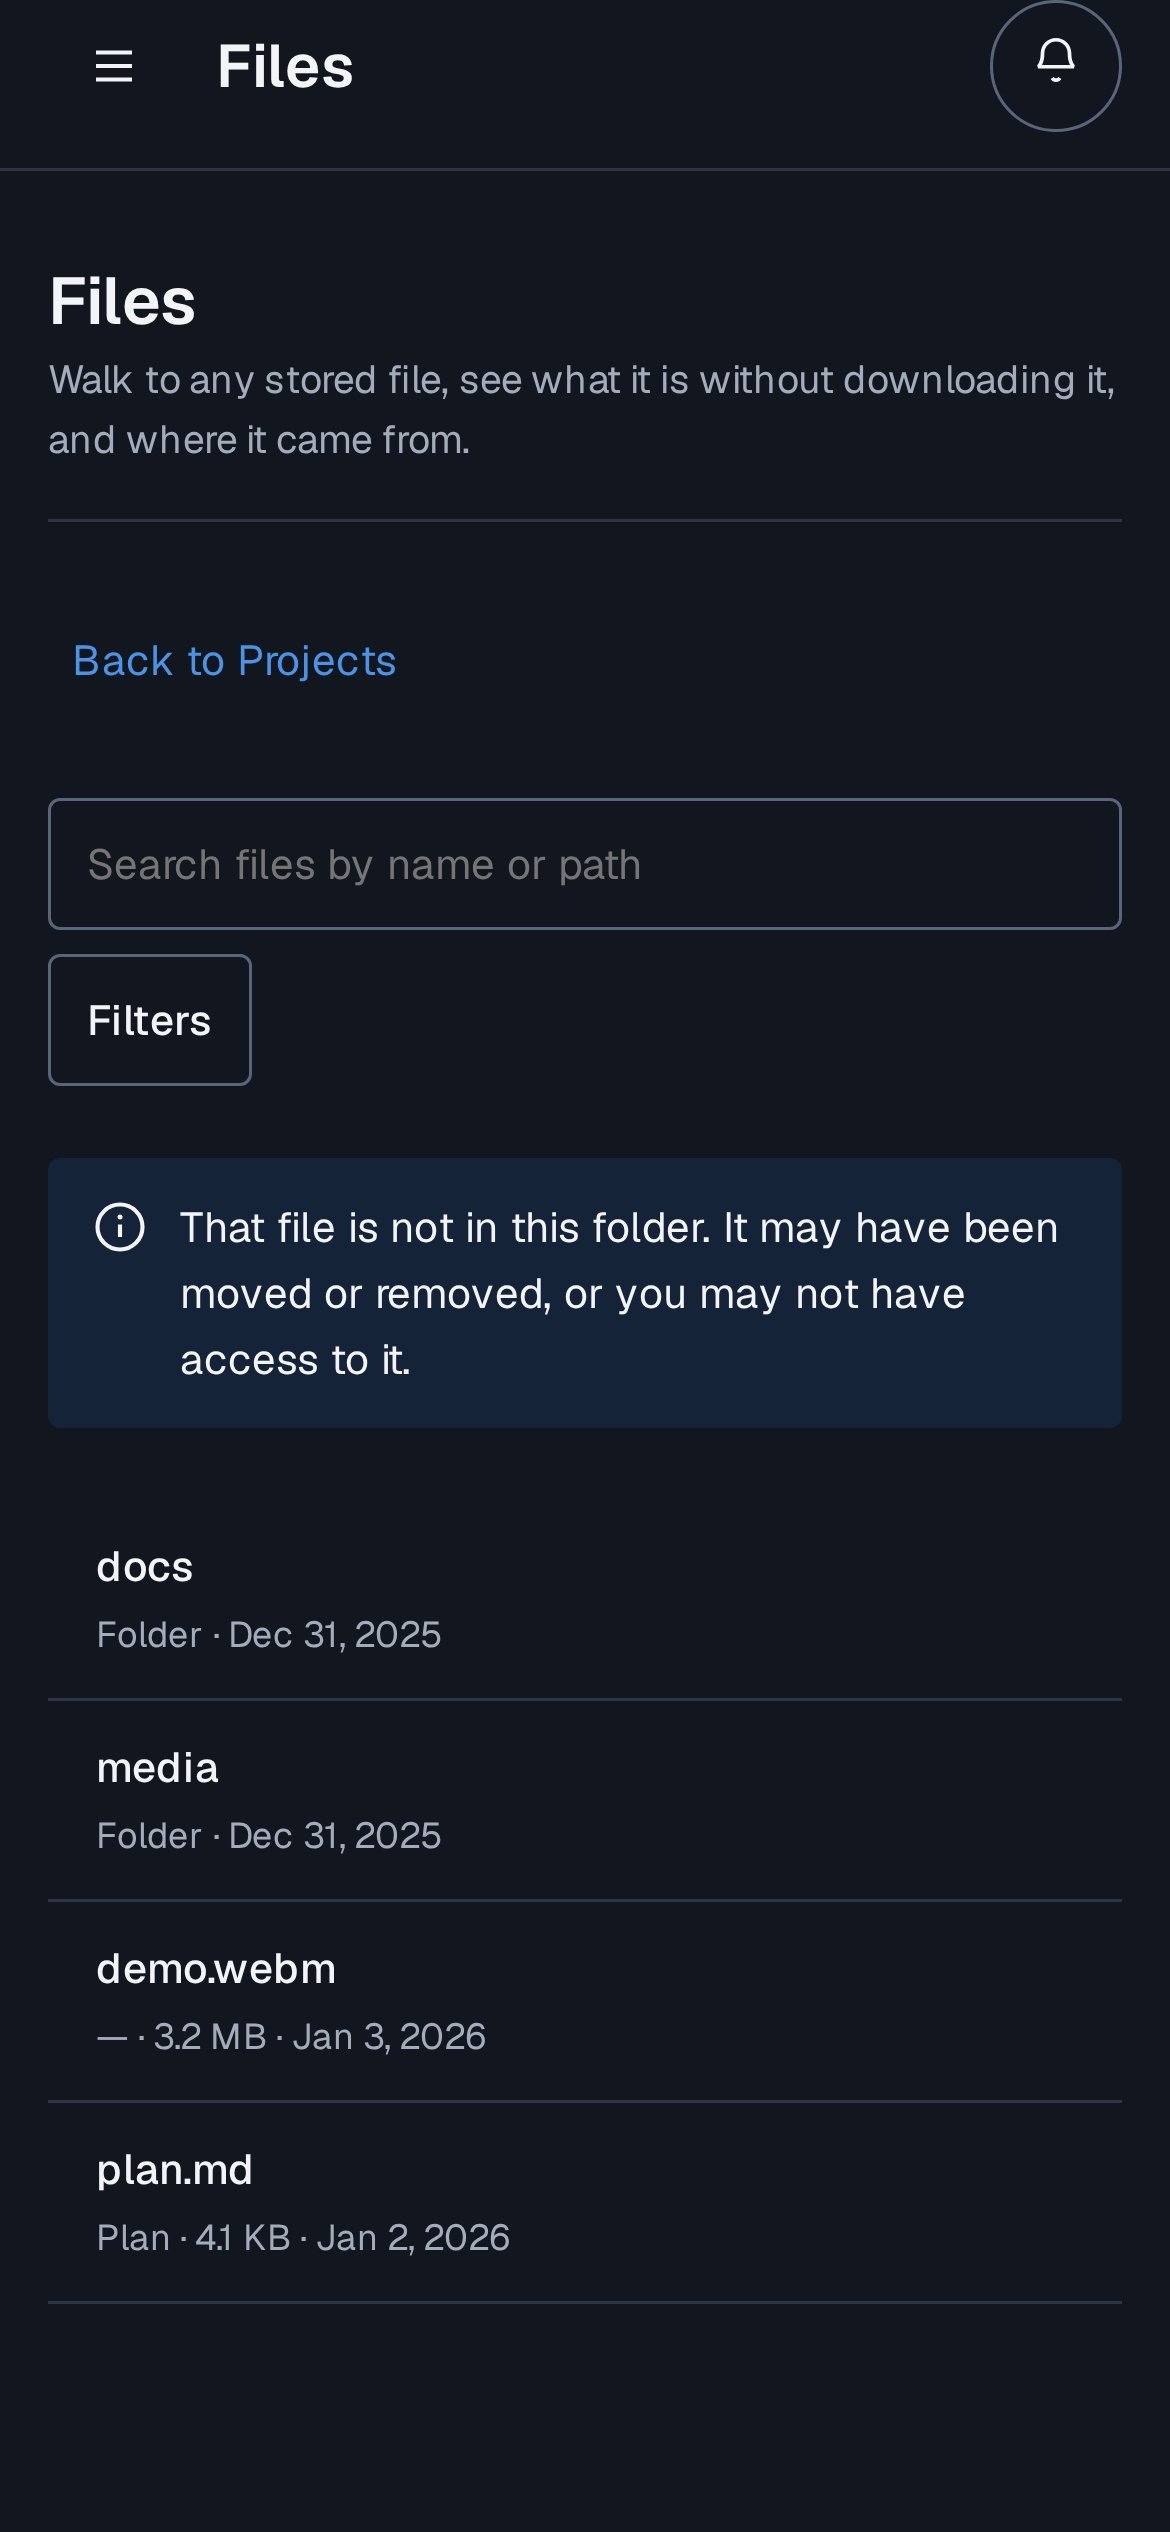 Files
Files
Walk to any stored file, see what it is without downloading it,
and where it came from.
Back to Projects
Search files by name or path
Filters
That file is not in this folder. It may have been
moved or removed, or you may not have
access to it.
docs
Folder · Dec 31, 2025
media
Folder · Dec 31, 2025
demo.webm
— · 3.2 MB · Jan 3, 2026
plan.md
Plan · 4.1 KB · Jan 2, 2026